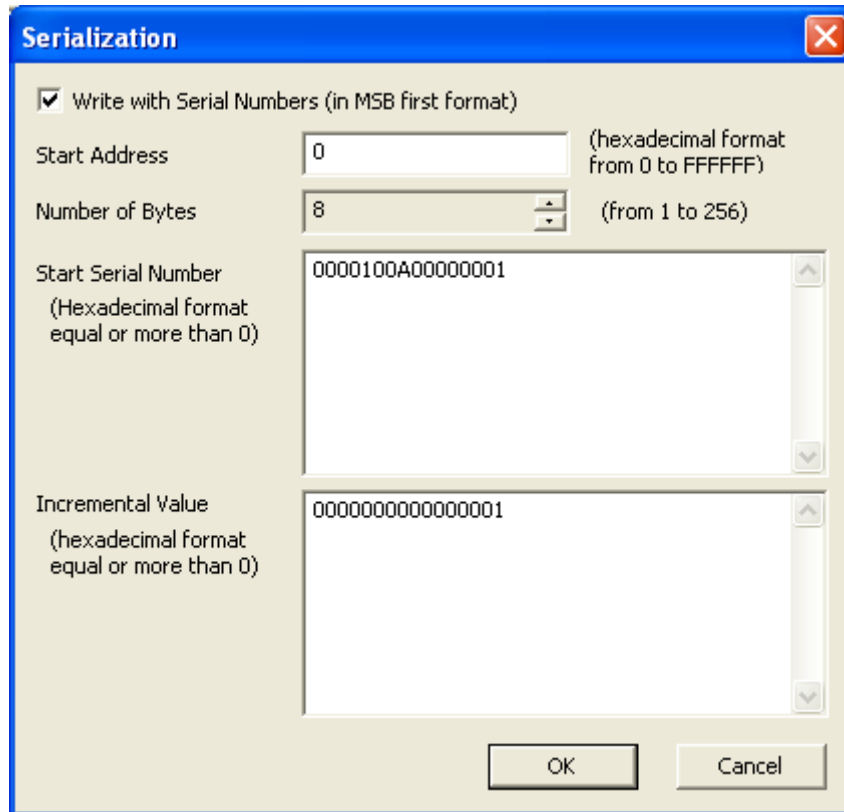 Serialization
Write with Serial Numbers (in MSB first format)
Start Address
0
(hexadecimal format
from 0 to FFFFFF)
Number of Bytes
8
(from 1 to 256)
Start Serial Number
(Hexadecimal format
equal or more than 0)
0000100A00000001
Incremental Value
(hexadecimal format
equal or more than 0)
0000000000000001
OK
Cancel